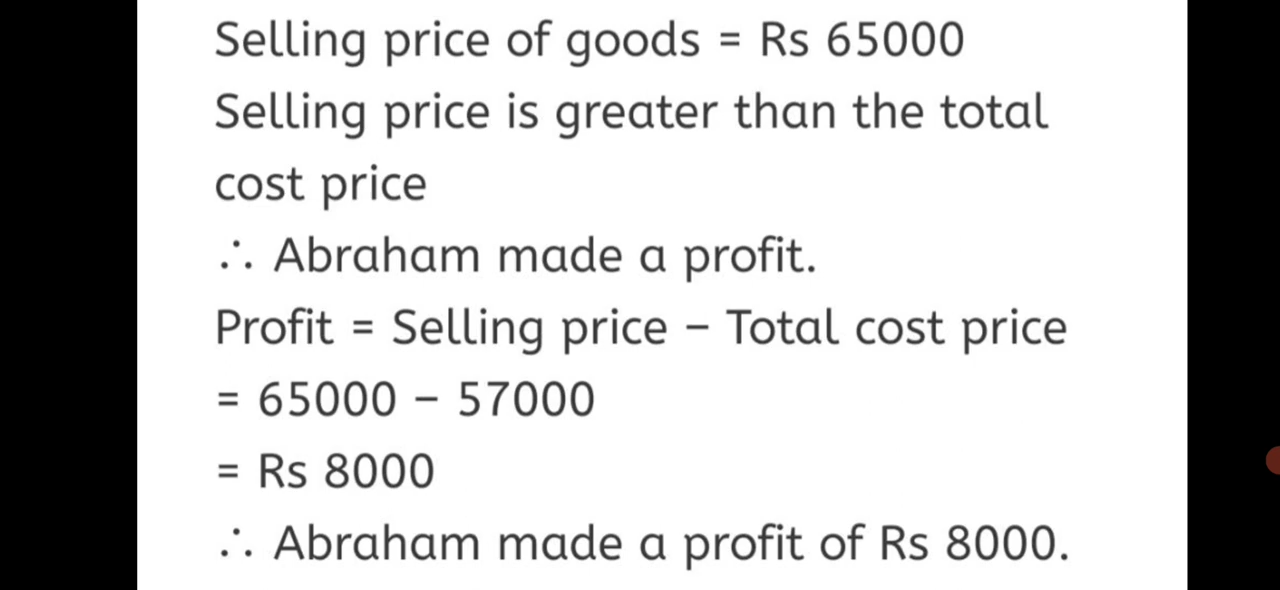 Selling price of goods = Rs 65000
Selling price is greater than the total
cost price
∴ Abraham made a profit.
Profit = Selling price − Total cost price
= 65000 − 57000
= Rs 8000
∴ Abraham made a profit of Rs 8000.